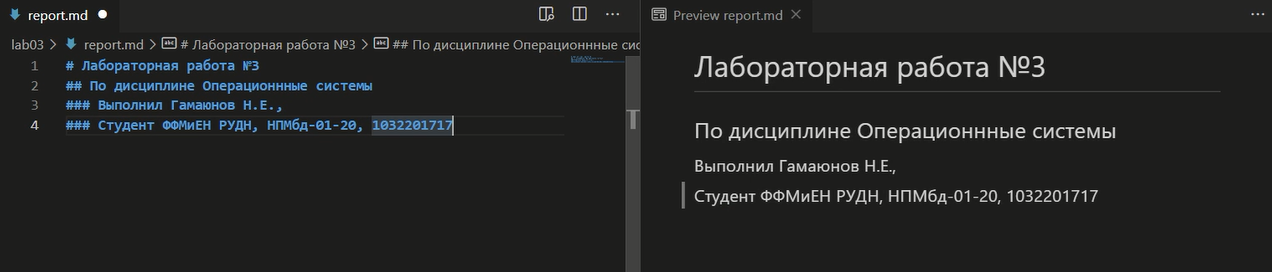 report.md
Preview report.md
lab03 > report.md > # Лабораторная работа №3 > ## По дисциплине Операционнные сис
1 # Лабораторная работа №3
2 ## По дисциплине Операционнные системы
3 ### Выполнил Гамаюнов Н.Е.,
4 ### Студент ФФМиЕН РУДН, НПМбд-01-20, 1032201717
Лабораторная работа №3
По дисциплине Операционнные системы
Выполнил Гамаюнов Н.Е.,
Студент ФФМиЕН РУДН, НПМбд-01-20, 1032201717